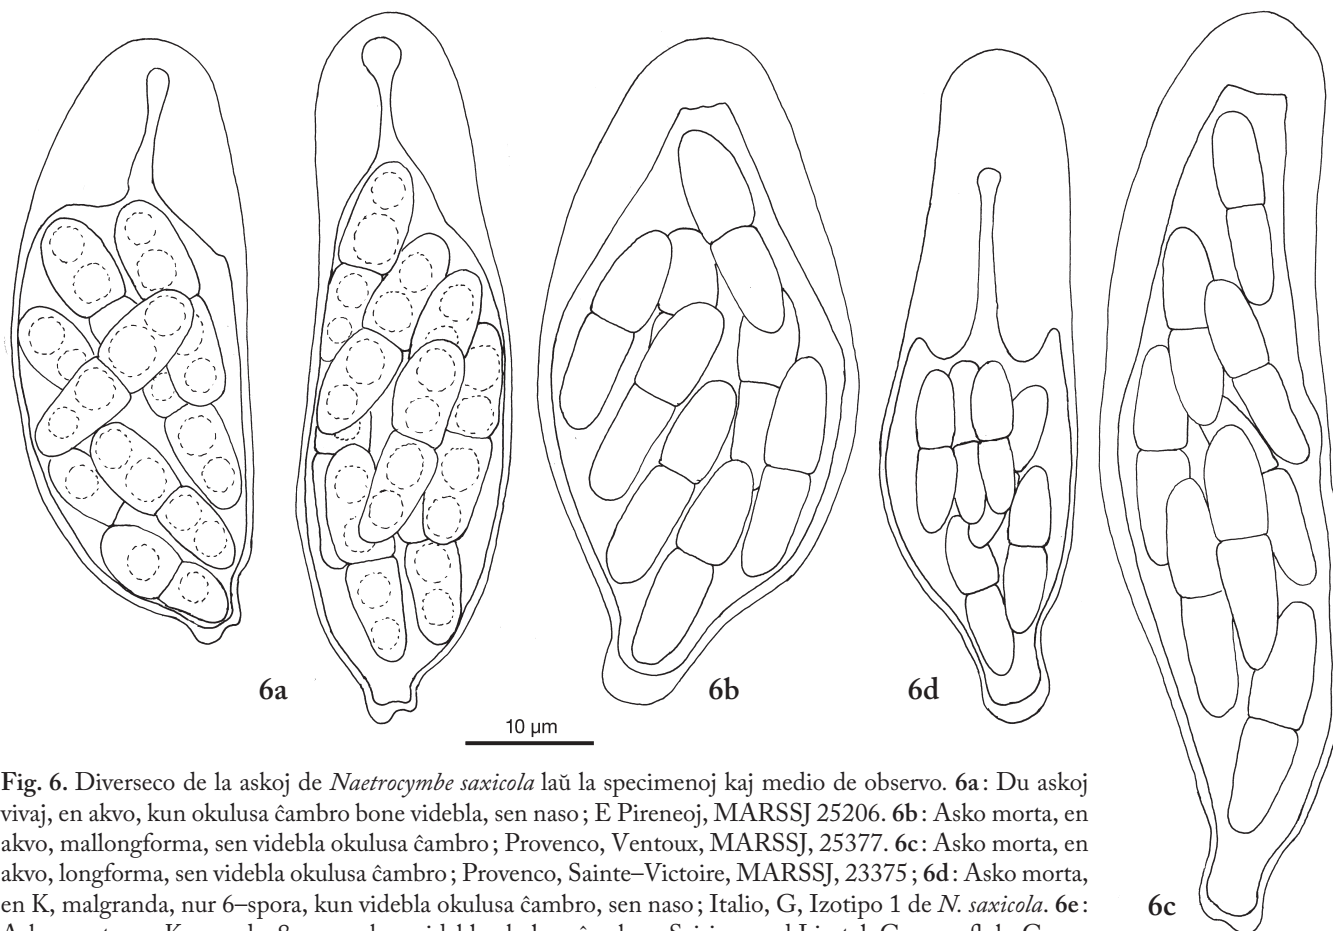 6a
6b
6d
10 µm
6c
Fig. 6. Diverseco de la askoj de Naetrocymbe saxicola laŭ la specimenoj kaj medio de observo. 6a: Du askoj
vivaj, en akvo, kun okulusa ĉambro bone videbla, sen naso; E Pireneoj, MARSSJ 25206. 6b: Asko morta, en
akvo, mallongforma, sen videbla okulusa ĉambro; Provenco, Ventoux, MARSSJ, 25377. 6c: Asko morta, en
akvo, longforma, sen videbla okulusa ĉambro; Provenco, Sainte–Victoire, MARSSJ, 23375; 6d: Asko morta,
en K, malgranda, nur 6–spora, kun videbla okulusa ĉambro, sen naso; Italio, G, Izotipo 1 de N. saxicola. 6e: